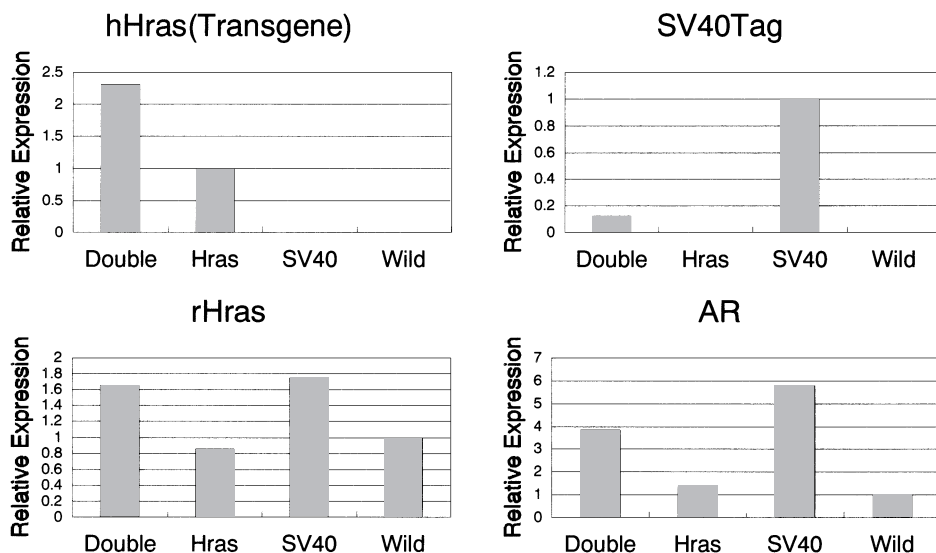 hHras(Transgene)
Relative Expression
2.5
2
1.5
1
0.5
0
Double Hras SV40 Wild
SV40Tag
Relative Expression
1.2
1
0.8
0.6
0.4
0.2
0
Double Hras SV40 Wild
rHras
Relative Expression
2
1.8
1.6
1.4
1.2
1
0.8
0.6
0.4
0.2
0
Double Hras SV40 Wild
AR
Relative Expression
7
6
5
4
3
2
1
0
Double Hras SV40 Wild